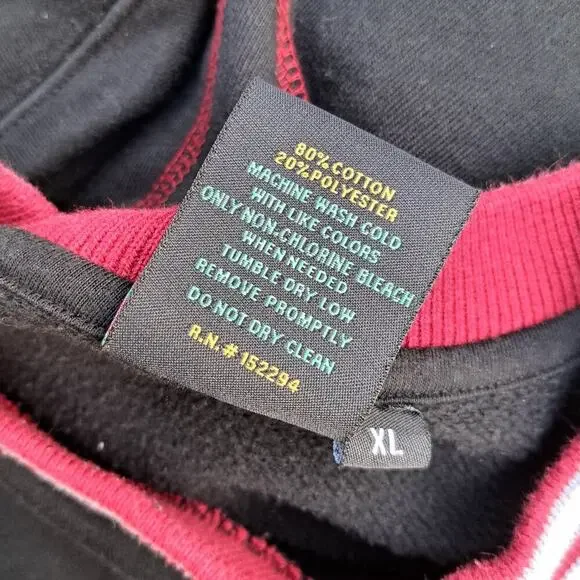 80% COTTON
20% POLYESTER
MACHINE WASH COLD
WITH LIKE COLORS
ONLY NON-CHLORINE BLEACH
WHEN NEEDED
TUMBLE DRY LOW
REMOVE PROMPTLY
DO NOT DRY CLEAN
R.N. # 152294
XL